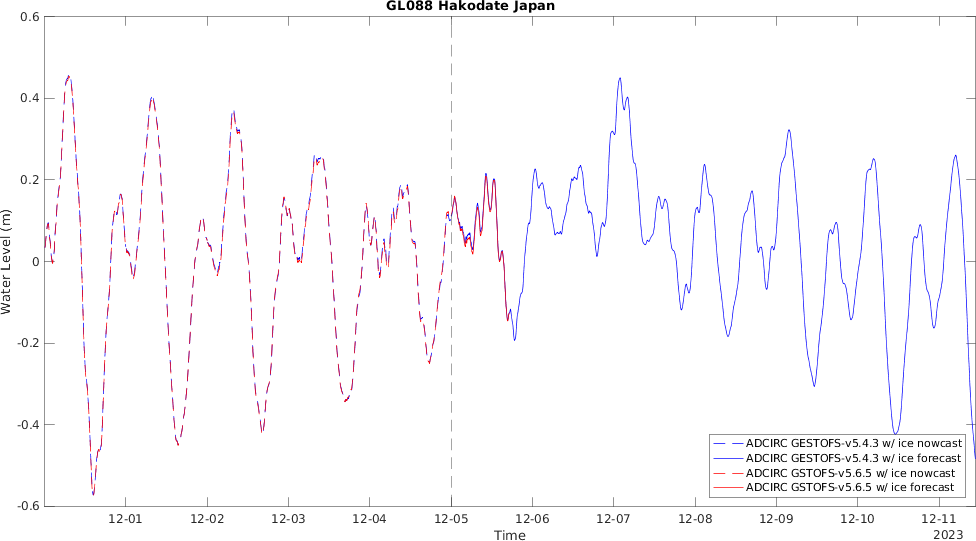 GL088 Hakodate Japan
0.6
0.4
0.2
0
-0.2
-0.4
-0.6
Water Level (m)
ADCIRC GESTOFS-v5.4.3 w/ ice nowcast
ADCIRC GESTOFS-v5.4.3 w/ ice forecast
ADCIRC GSTOFS-v5.6.5 w/ ice nowcast
ADCIRC GSTOFS-v5.6.5 w/ ice forecast
12-01 12-02 12-03 12-04 12-05 12-06 12-07 12-08 12-09 12-10 12-11
Time
2023